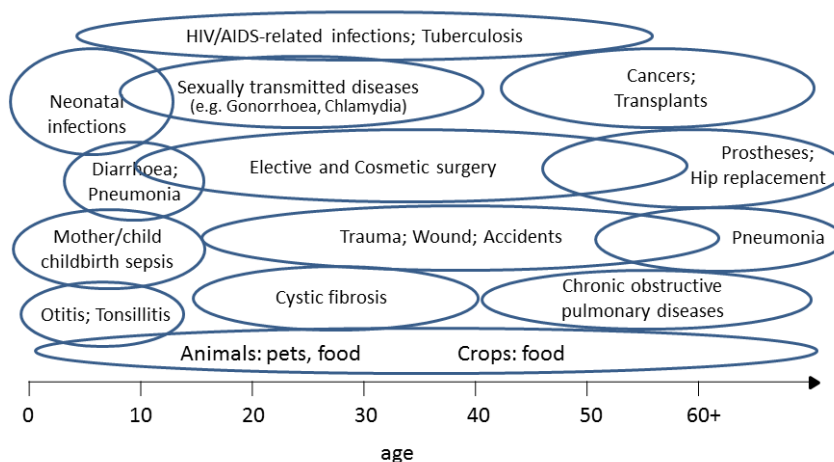 HIV/AIDS-related infections; Tuberculosis
Neonatal
infections
Sexually transmitted diseases
(e.g. Gonorrhoea, Chlamydia)
Cancers;
Transplants
Diarrhoea;
Pneumonia
Elective and Cosmetic surgery
Prostheses;
Hip replacement
Mother/child
childbirth sepsis
Trauma; Wound; Accidents
Pneumonia
Otitis; Tonsillitis
Cystic fibrosis
Chronic obstructive
pulmonary diseases
Animals: pets, food Crops: food
0 10 20 30 40 50 60+
age